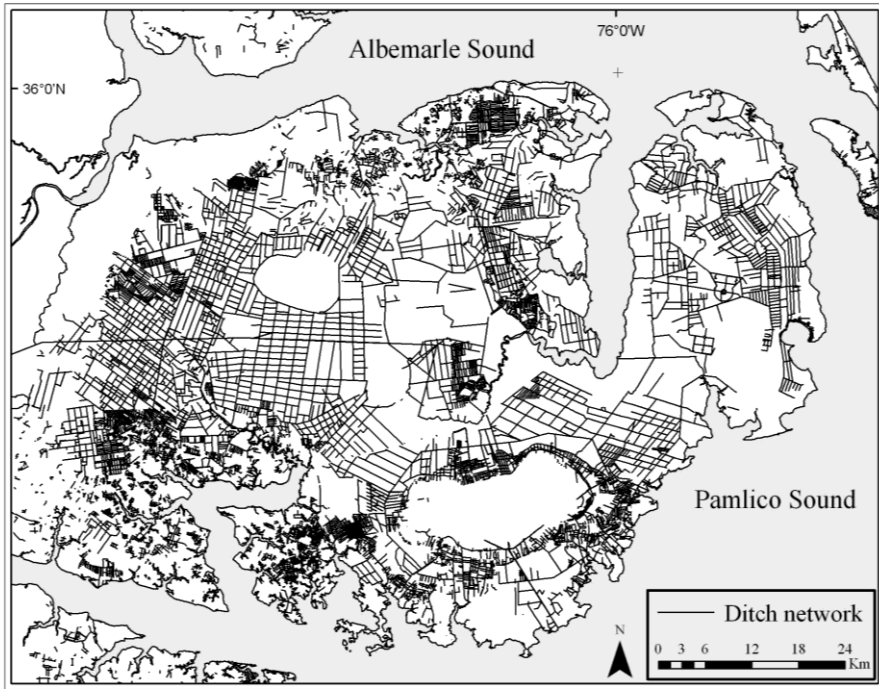 76°0'W
Albemarle Sound
36°0'N
Pamlico Sound
Ditch network
N
0 3 6 12 18 24
Km